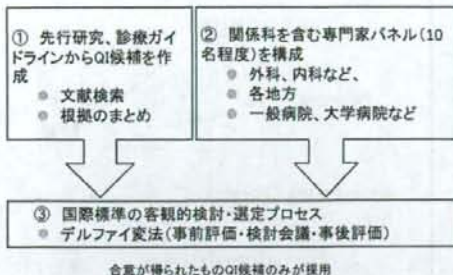 ① 先行研究、診療ガイ
ドラインからQI候補を作
成
● 文献検索
● 根拠のまとめ
② 関係科を含む専門家パネル(10
名程度)を構成
● 外科、内科など、
● 各地方
● 一般病院、大学病院など
③ 国際標準の客観的検討・選定プロセス
● デルファイ変法(事前評価・検討会議・事後評価)
合意が得られたものQI候補のみが採用